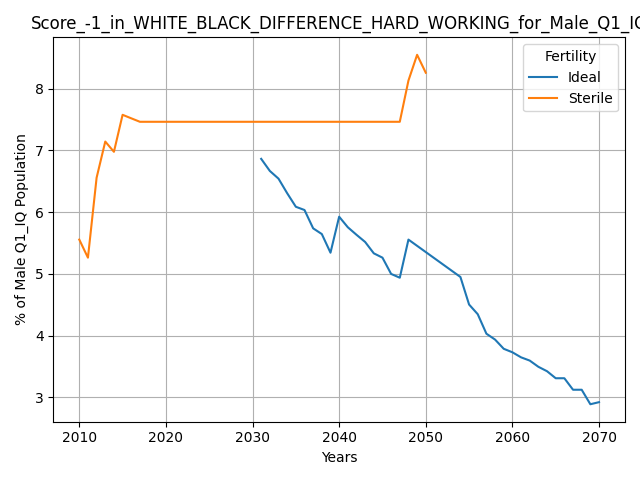 Score_-1_in_WHITE_BLACK_DIFFERENCE_HARD_WORKING_for_Male_Q1_IQ
Fertility
Ideal
Sterile
% of Male Q1_IQ Population
8
7
6
5
4
3
2010 2020 2030 2040 2050 2060 2070
Years